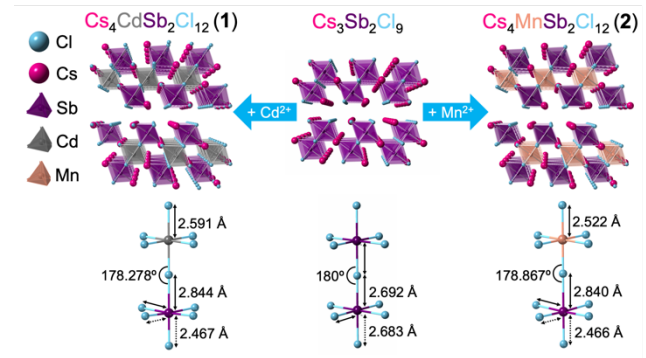 Cs₄CdSb₂Cl₁₂ (1)
Cs₃Sb₂Cl₉
Cs₄MnSb₂Cl₁₂ (2)
Cl
Cs
Sb
Cd
Mn
+ Cd²⁺
+ Mn²⁺
2.591 Å
178.278º
2.844 Å
2.467 Å
180º
2.692 Å
2.683 Å
2.522 Å
178.867º
2.840 Å
2.466 Å